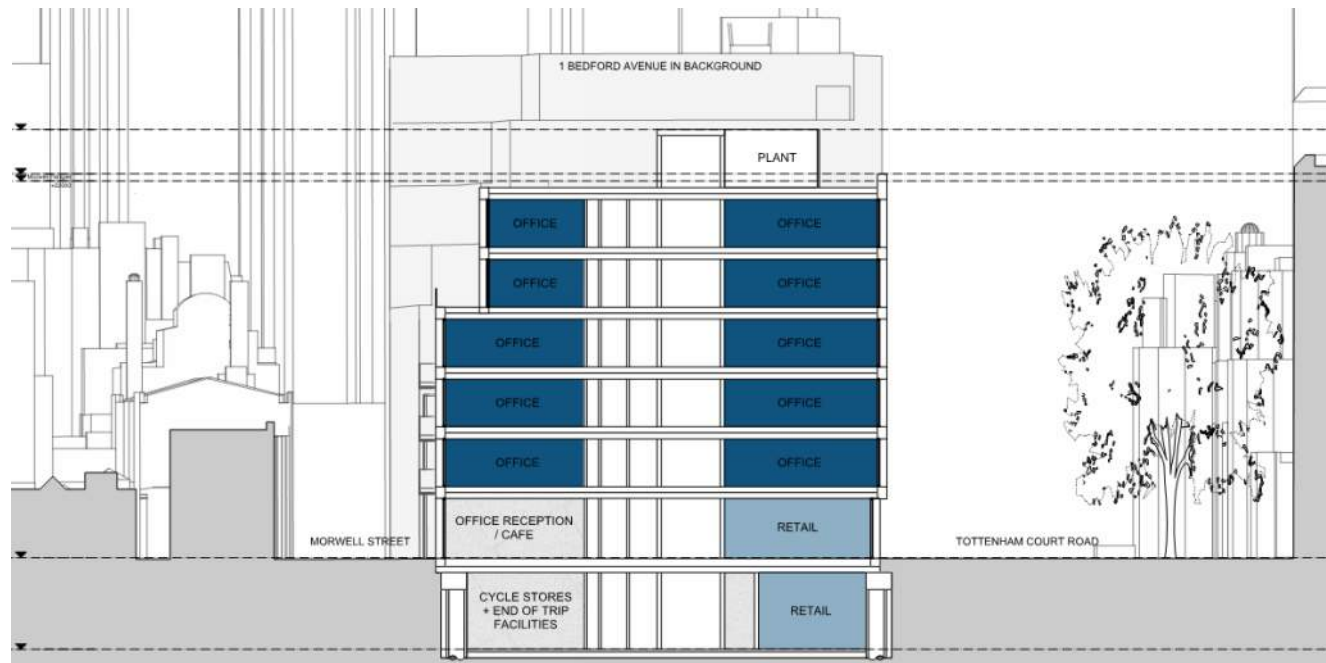 1 BEDFORD AVENUE IN BACKGROUND
PLANT
OFFICE
OFFICE
OFFICE
OFFICE
OFFICE
OFFICE
OFFICE
OFFICE
OFFICE
OFFICE
OFFICE RECEPTION
/ CAFE
RETAIL
MORWELL STREET
TOTTENHAM COURT ROAD
CYCLE STORES
+ END OF TRIP
FACILITIES
RETAIL